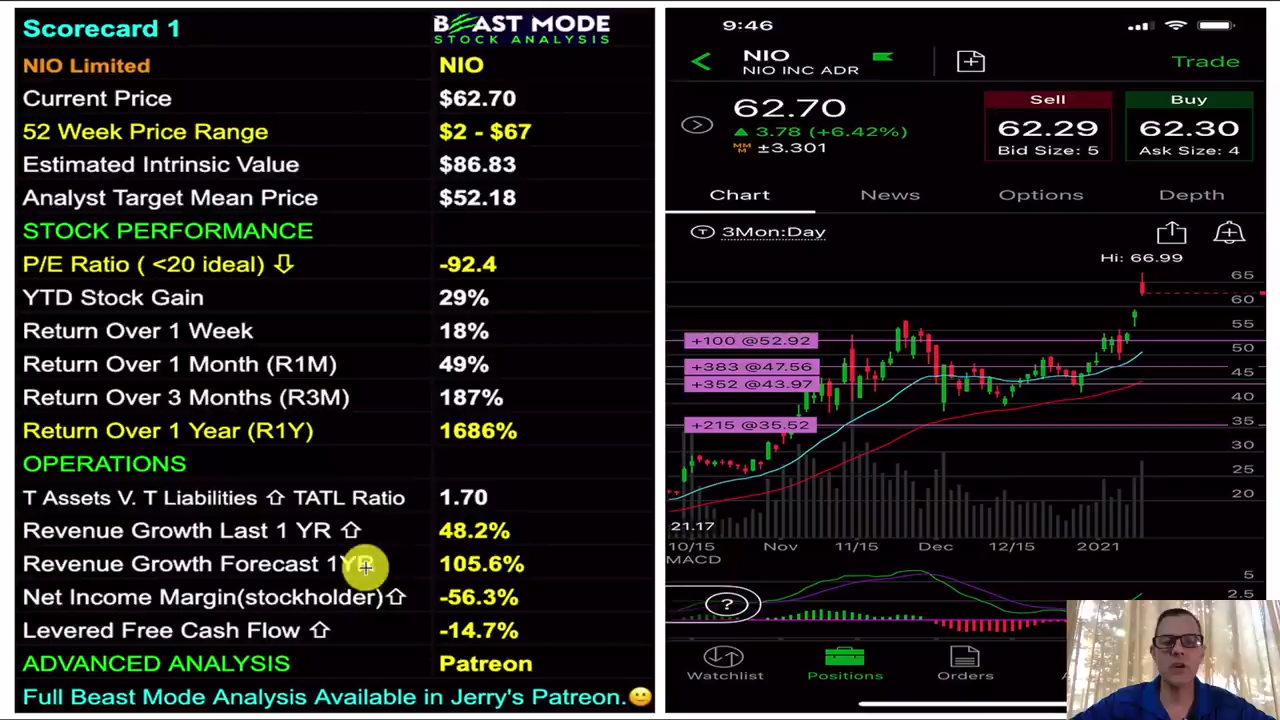 Scorecard 1
BEAST MODE
STOCK ANALYSIS
NIO Limited NIO
Current Price $62.70
52 Week Price Range $2 - $67
Estimated Intrinsic Value $86.83
Analyst Target Mean Price $52.18
STOCK PERFORMANCE
P/E Ratio ( <20 ideal) ⇩ -92.4
YTD Stock Gain 29%
Return Over 1 Week 18%
Return Over 1 Month (R1M) 49%
Return Over 3 Months (R3M) 187%
Return Over 1 Year (R1Y) 1686%
OPERATIONS
T Assets V. T Liabilities ⇧ TATL Ratio 1.70
Revenue Growth Last 1 YR ⇧ 48.2%
Revenue Growth Forecast 1YR 105.6%
Net Income Margin(stockholder)⇧ -56.3%
Levered Free Cash Flow ⇧ -14.7%
ADVANCED ANALYSIS Patreon
Full Beast Mode Analysis Available in Jerry's Patreon.🙂
9:46
NIO
NIO INC ADR
Trade
62.70
3.78 (+6.42%)
MM ±3.301
Sell
62.29
Bid Size: 5
Buy
62.30
Ask Size: 4
Chart News Options Depth
T 3Mon:Day
Hi: 66.99
65
60
55
+100 @52.92
50
+383 @47.56
45
+352 @43.97
40
35
+215 @35.52
30
25
20
21.17
10/15 Nov 11/15 Dec 12/15 2021
MACD
5
2.5
?
Watchlist Positions Orders